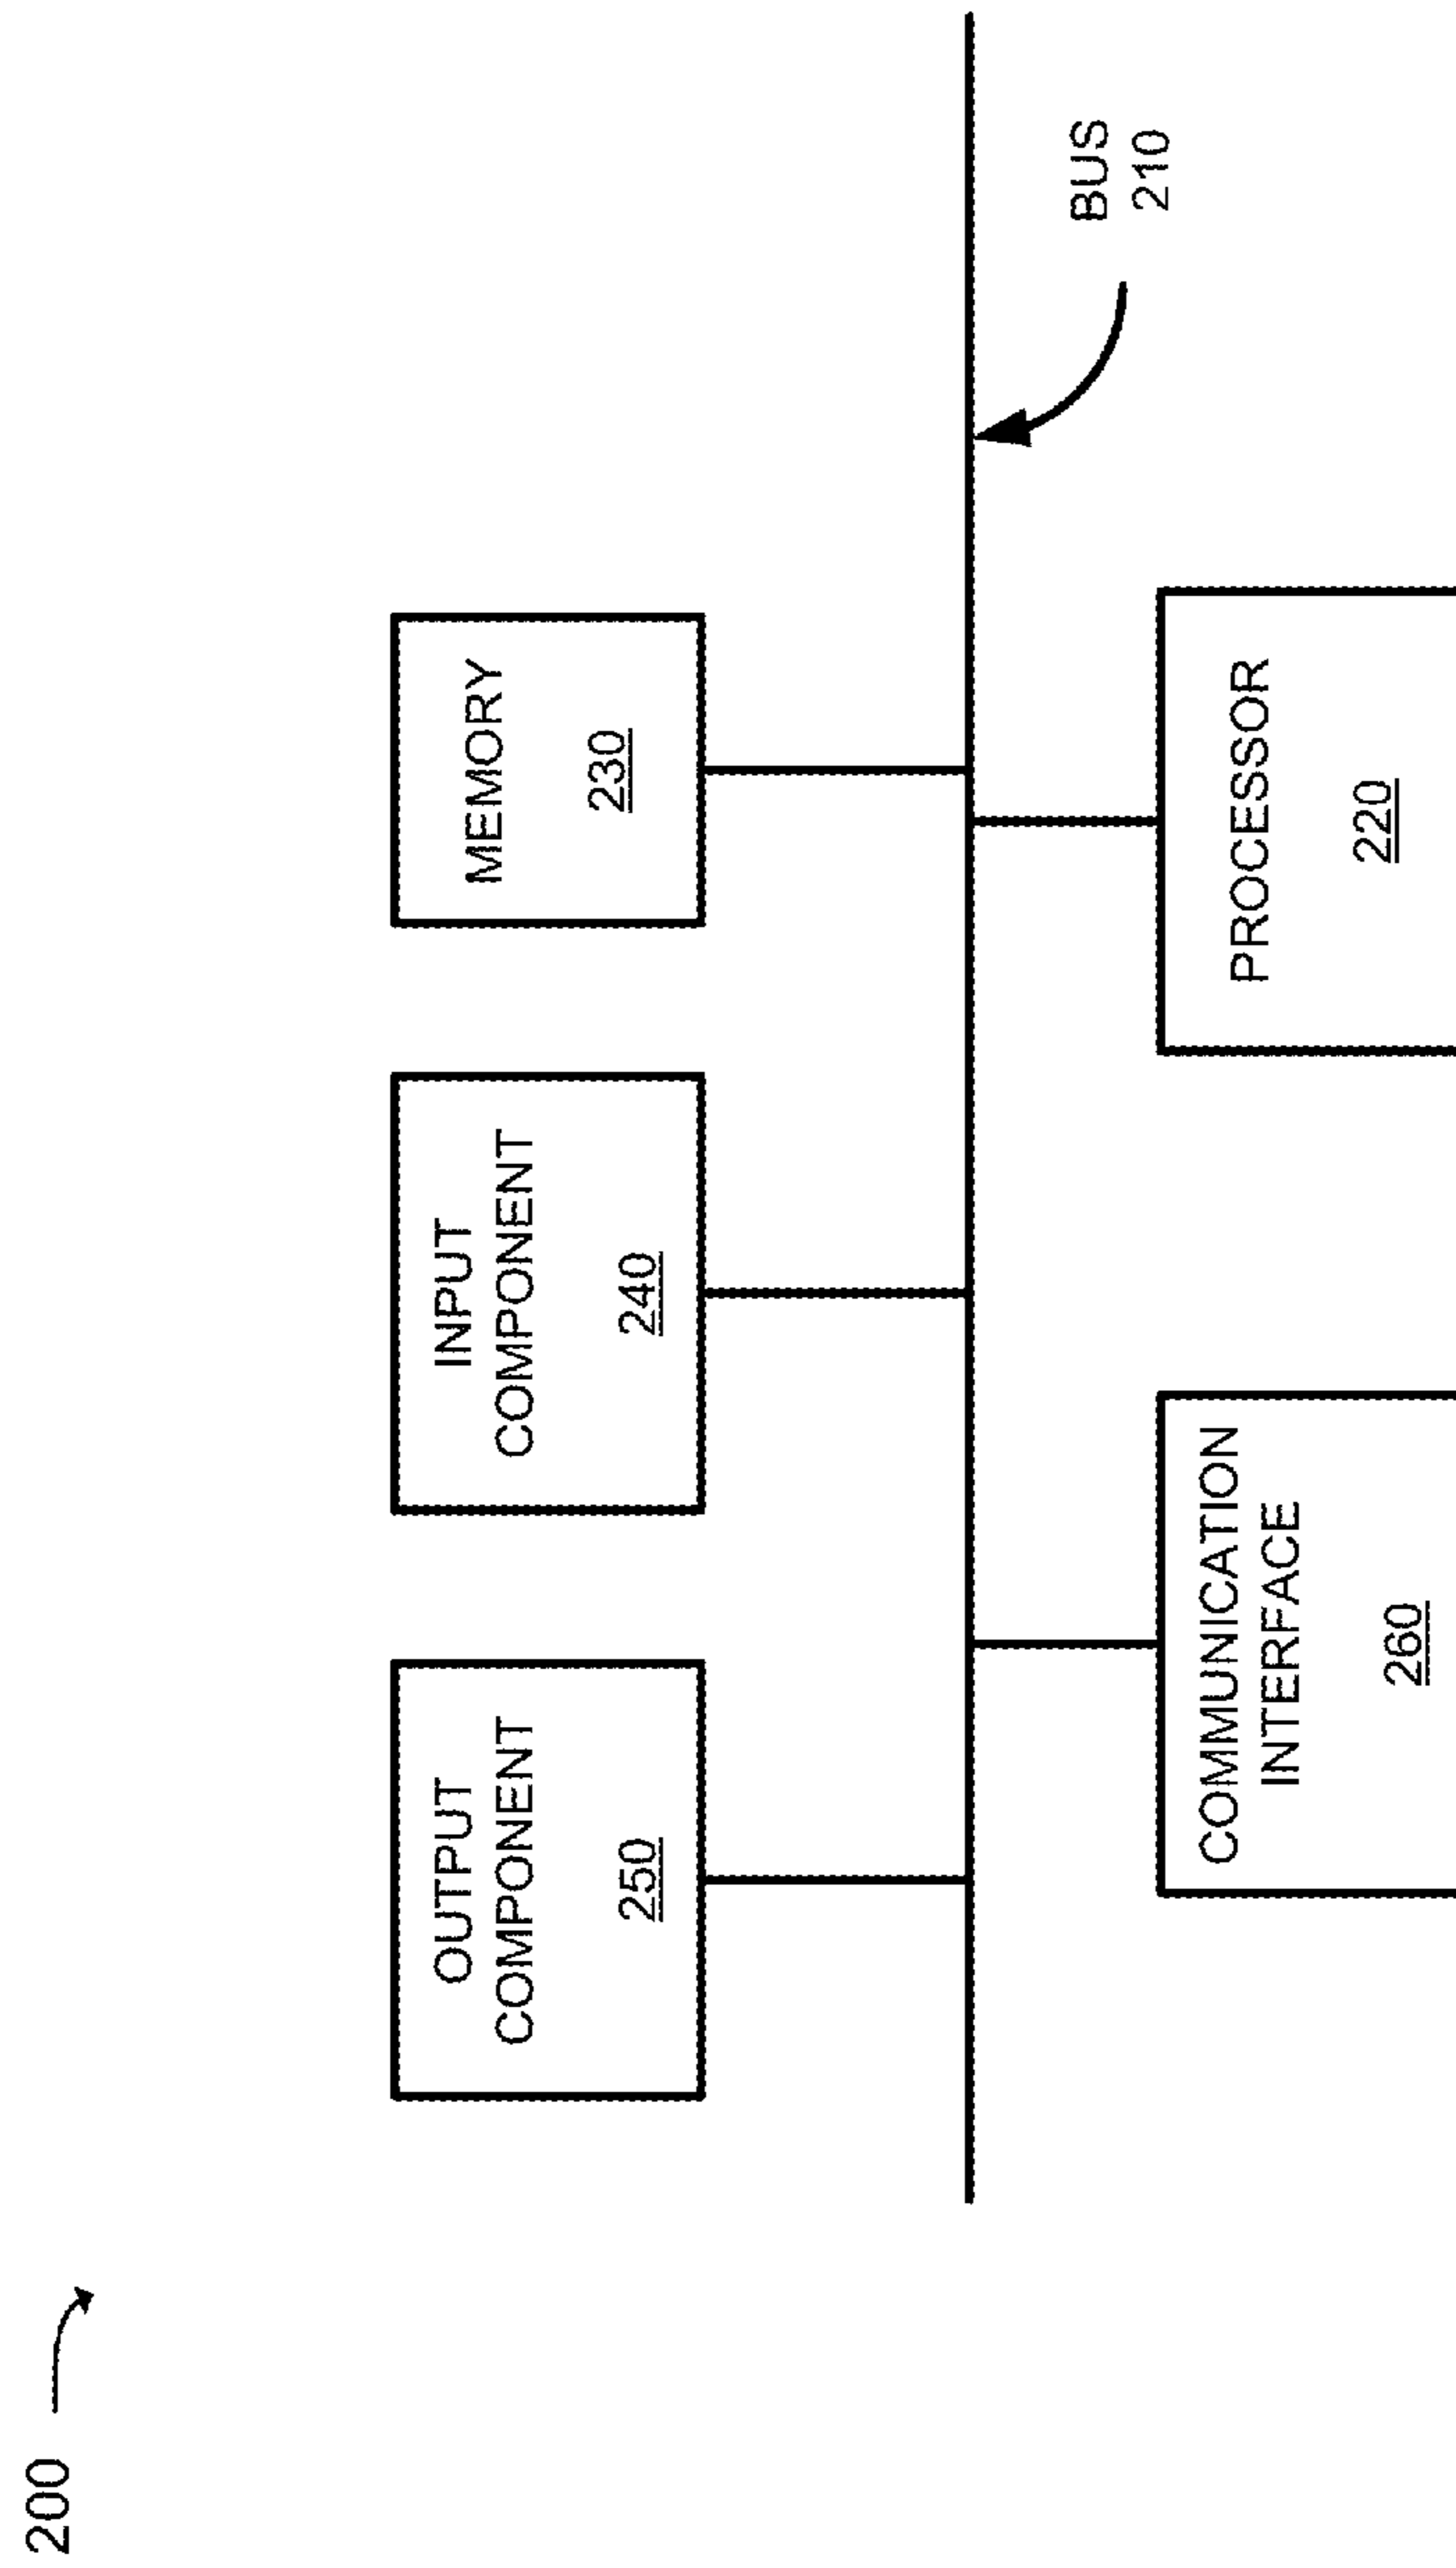 200
OUTPUT
COMPONENT
250
INPUT
COMPONENT
240
MEMORY
230
BUS
210
COMMUNICATION
INTERFACE
260
PROCESSOR
220